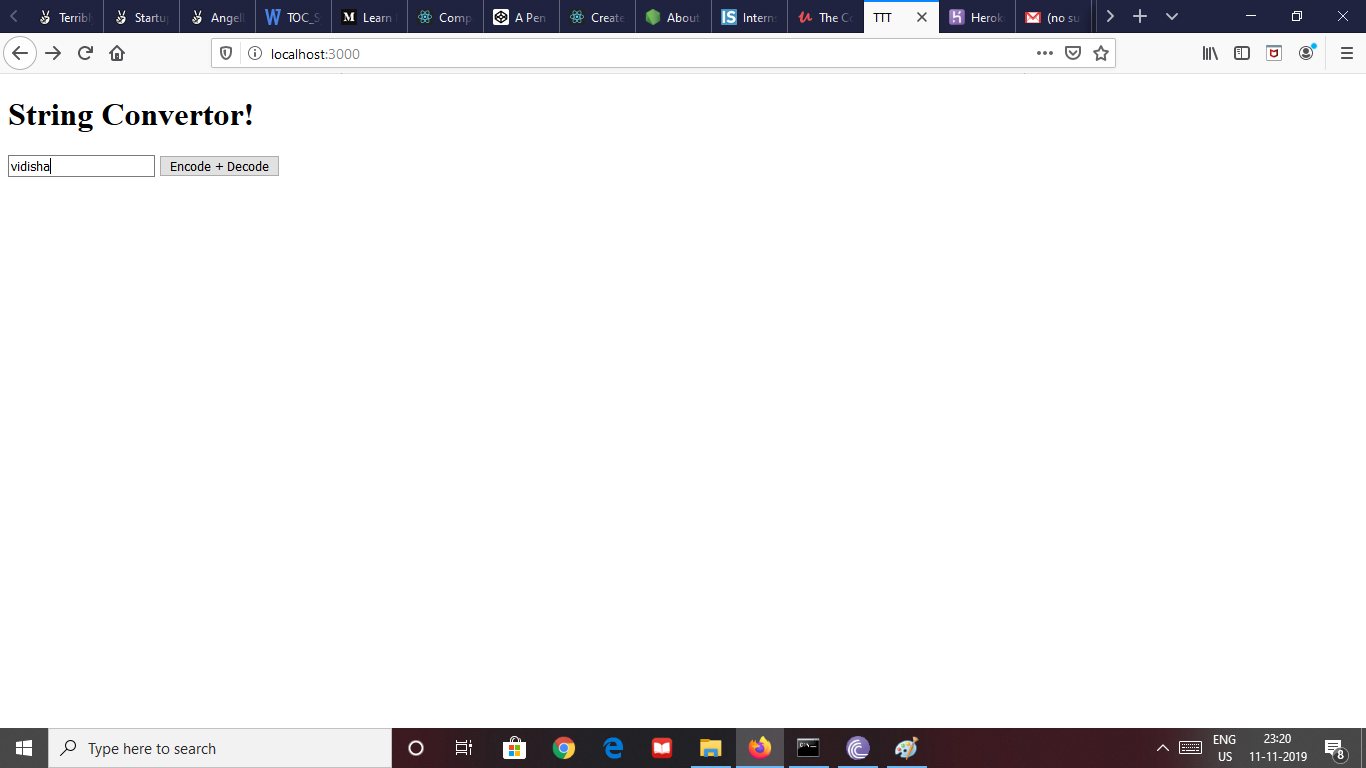 Terribl Startu Angell TOC_S Learn Comp A Pen Create About Intern The Co TTT Herok (no su
localhost:3000
String Convertor!
vidisha Encode + Decode
Type here to search
ENG 23:20
US 11-11-2019 8